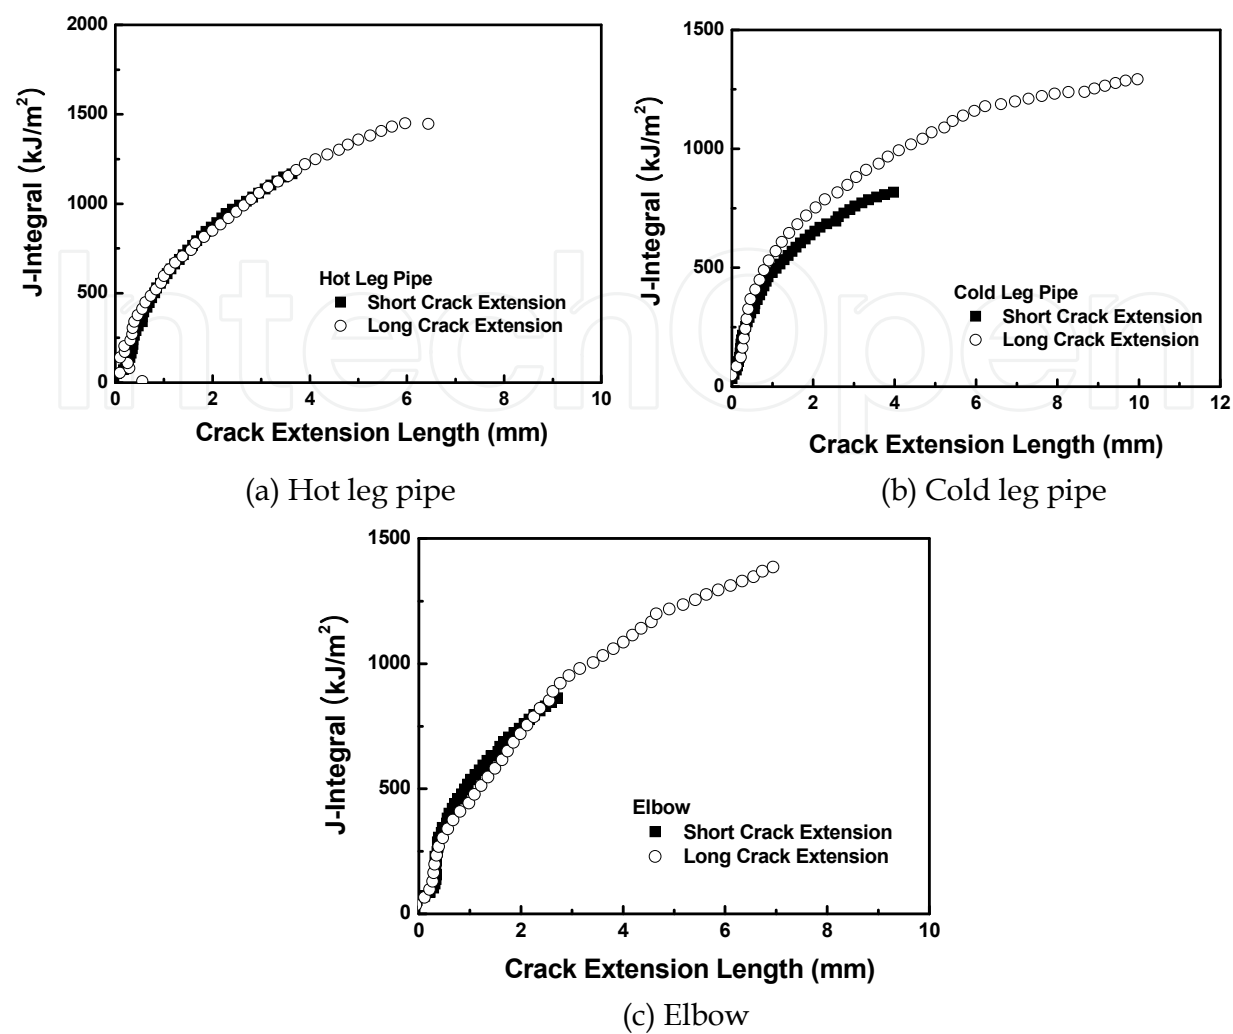 2000
1500
1000
500
0
J-Integral (kJ/m²)
Hot Leg Pipe
Short Crack Extension
Long Crack Extension
0 2 4 6 8 10
Crack Extension Length (mm)
(a) Hot leg pipe
1500
1000
500
0
J-Integral (kJ/m²)
Cold Leg Pipe
Short Crack Extension
Long Crack Extension
0 2 4 6 8 10 12
Crack Extension Length (mm)
(b) Cold leg pipe
1500
1000
500
0
J-Integral (kJ/m²)
Elbow
Short Crack Extension
Long Crack Extension
0 2 4 6 8 10
Crack Extension Length (mm)
(c) Elbow
IntechOpen